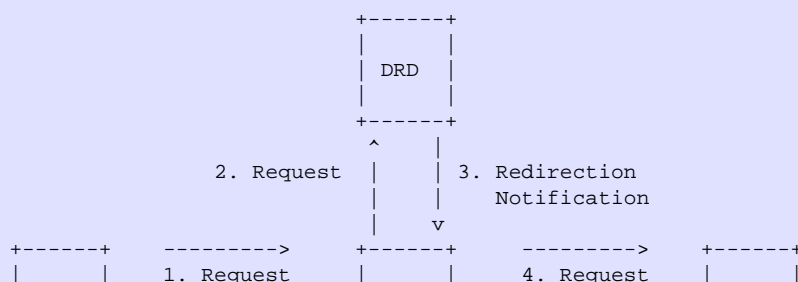 DRD
2. Request
3. Redirection
Notification
1. Request
4. Request